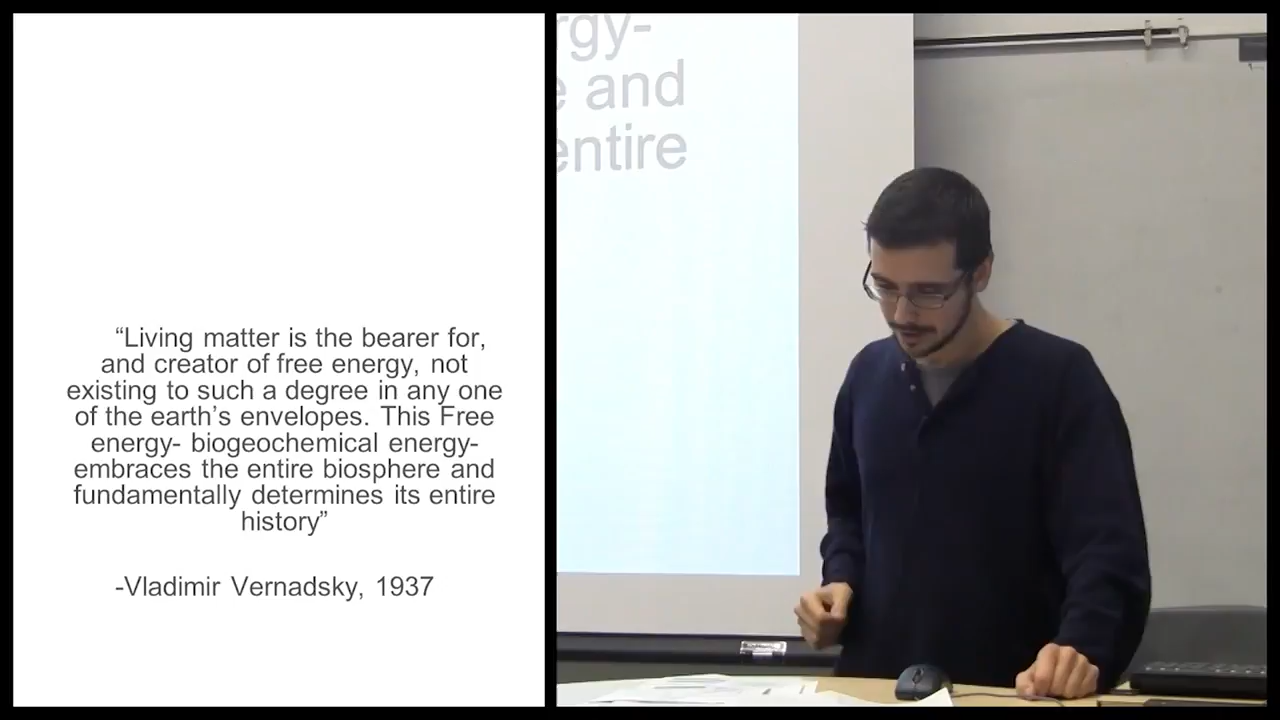 “Living matter is the bearer for,
and creator of free energy, not
existing to such a degree in any one
of the earth’s envelopes. This Free
energy- biogeochemical energy-
embraces the entire biosphere and
fundamentally determines its entire
history”
-Vladimir Vernadsky, 1937
rgy-
e and
entire